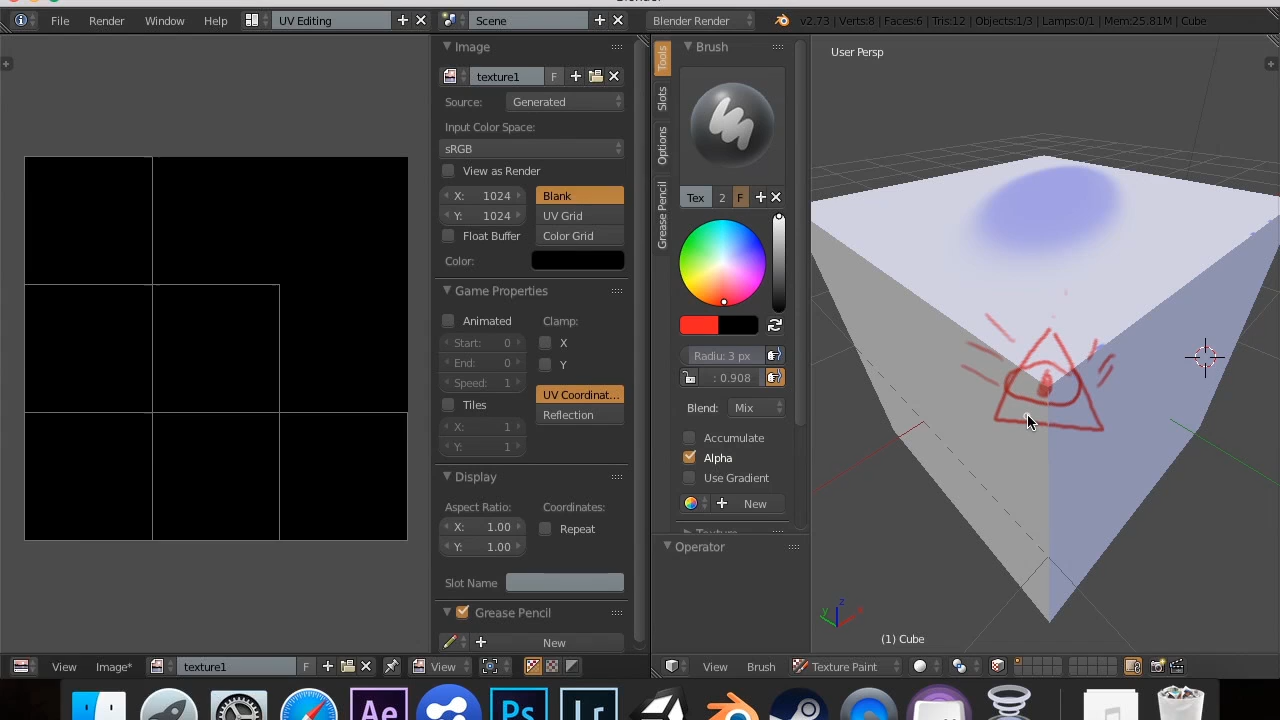 Blender
File Render Window Help UV Editing Scene Blender Render v2.73 | Verts:8 | Faces:6 | Tris:12 | Objects:1/3 | Lamps:0/1 | Mem:25.81M | Cube
Image
texture1 F
Source: Generated
Input Color Space:
sRGB
View as Render
X: 1024 Blank
Y: 1024 UV Grid
Float Buffer Color Grid
Color:
Game Properties
Animated Clamp:
Start: 0 X
End: 0 Y
Speed: 1 UV Coordinat...
Tiles Reflection
X: 1
Y: 1
Display
Aspect Ratio: Coordinates:
X: 1.00 Repeat
Y: 1.00
Slot Name
Grease Pencil
New
View Image* texture1 F View
Tools
Slots
Options
Grease Pencil
Brush
Tex 2 F
Radiu: 3 px
: 0.908
Blend: Mix
Accumulate
Alpha
Use Gradient
New
Operator
User Persp
y z x
(1) Cube
View Brush Texture Paint
Ae Ps Lr